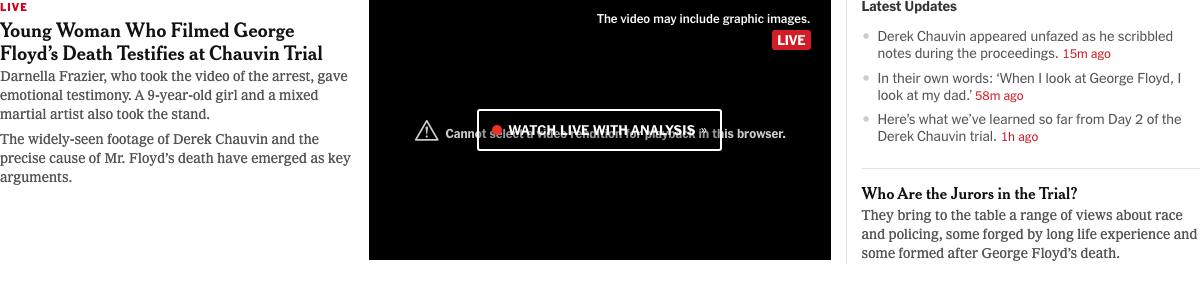 LIVE
Young Woman Who Filmed George
Floyd’s Death Testifies at Chauvin Trial
Darnella Frazier, who took the video of the arrest, gave
emotional testimony. A 9-year-old girl and a mixed
martial artist also took the stand.
The widely-seen footage of Derek Chauvin and the
precise cause of Mr. Floyd’s death have emerged as key
arguments.
The video may include graphic images.
LIVE
WATCH LIVE WITH ANALYSIS »
Cannot select a video rendition for playback in this browser.
Latest Updates
Derek Chauvin appeared unfazed as he scribbled
notes during the proceedings. 15m ago
In their own words: ‘When I look at George Floyd, I
look at my dad.’ 58m ago
Here’s what we’ve learned so far from Day 2 of the
Derek Chauvin trial. 1h ago
Who Are the Jurors in the Trial?
They bring to the table a range of views about race
and policing, some forged by long life experience and
some formed after George Floyd’s death.